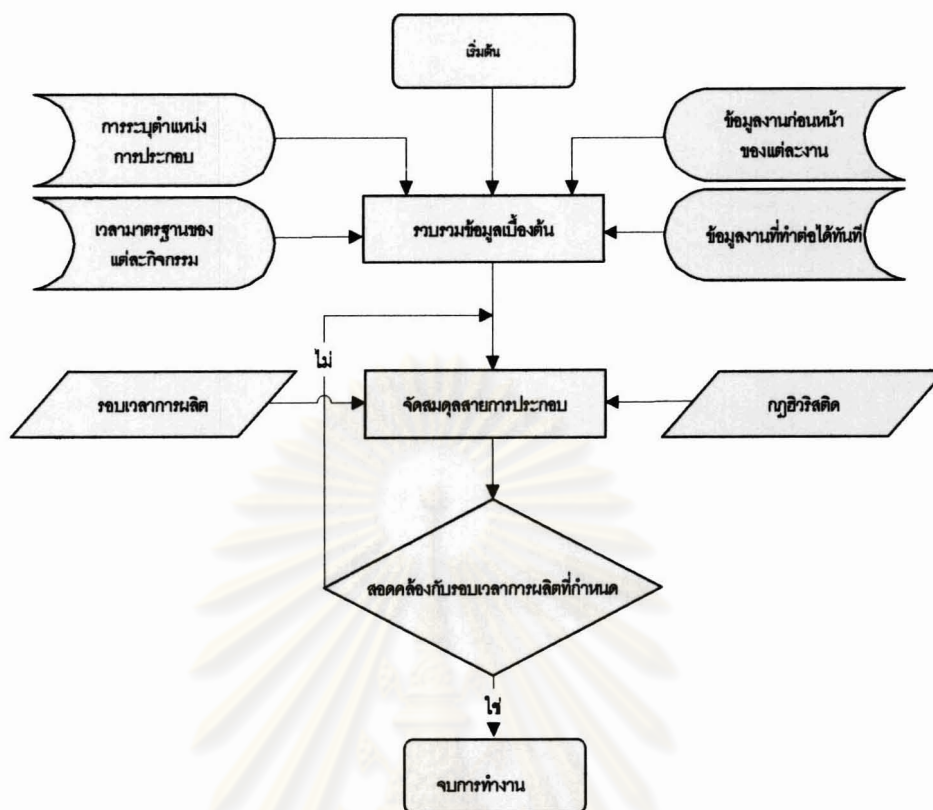 เริ่มต้น
การระบุตำแหน่ง
การประกอบ
ข้อมูลงานก่อนหน้า
ของแต่ละงาน
เวลามาตรฐานของ
แต่ละกิจกรรม
รวบรวมข้อมูลเบื้องต้น
ข้อมูลงานที่ทำต่อได้ทันที
ไม่
รอบเวลาการผลิต
จัดสมดุลสายการประกอบ
กฎฮิวริสติด
สอดคล้องกับรอบเวลาการผลิตที่กำหนด
ใช่
จบการทำงาน